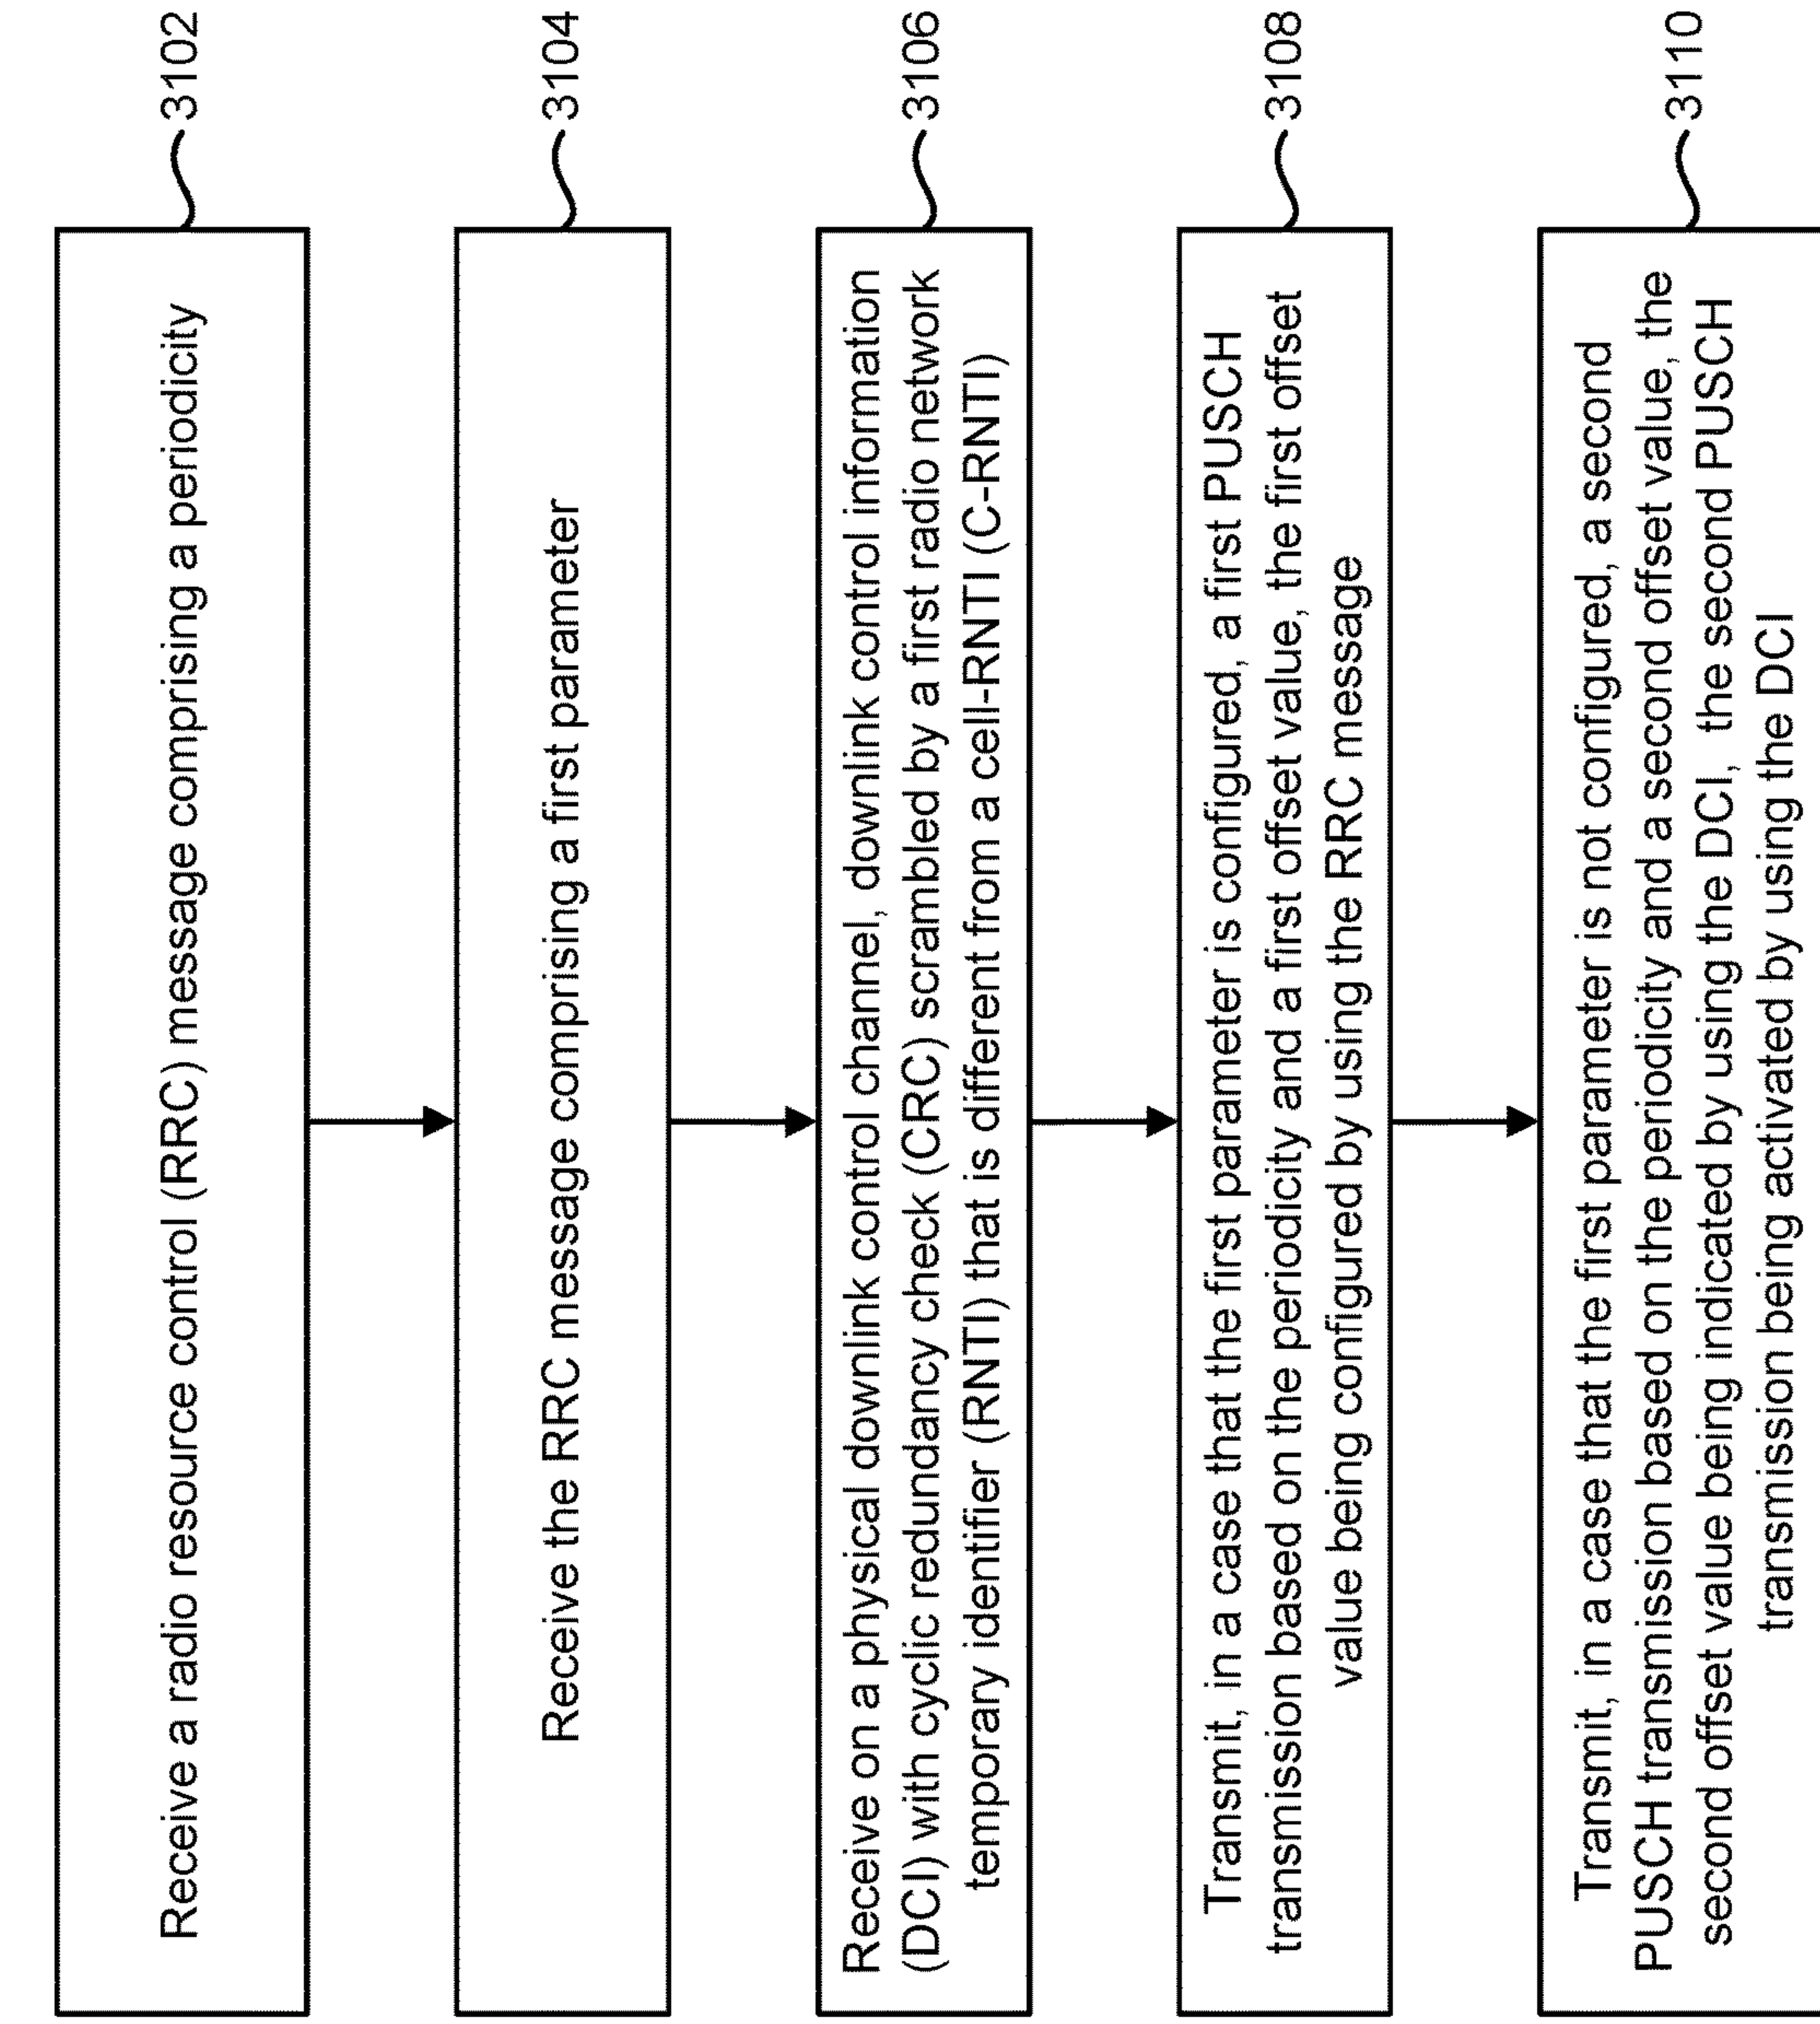 Receive a radio resource control (RRC) message comprising a periodicity
3102
Receive the RRC message comprising a first parameter
3104
Receive on a physical downlink control channel, downlink control information
(DCI) with cyclic redundancy check (CRC) scrambled by a first radio network
temporary identifier (RNTI) that is different from a cell-RNTI (C-RNTI)
3106
Transmit, in a case that the first parameter is configured, a first PUSCH
transmission based on the periodicity and a first offset value, the first offset
value being configured by using the RRC message
3108
Transmit, in a case that the first parameter is not configured, a second
PUSCH transmission based on the periodicity and a second offset value, the
second offset value being indicated by using the DCI, the second PUSCH
transmission being activated by using the DCI
3110